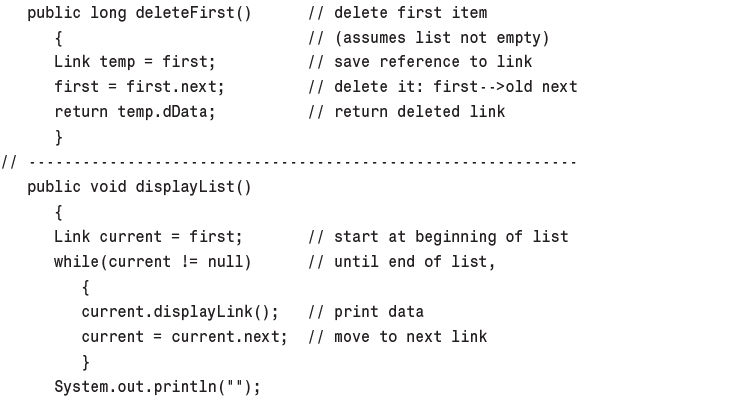 public long deleteFirst()      // delete first item
   {                           // (assumes list not empty)
   Link temp = first;          // save reference to link
   first = first.next;         // delete it: first-->old next
   return temp.dData;          // return deleted link
   }
// -------------------------------------------------------------
   public void displayList()
      {
      Link current = first;       // start at beginning of list
      while(current != null)      // until end of list,
         {
         current.displayLink();   // print data
         current = current.next;  // move to next link
         }
      System.out.println("");